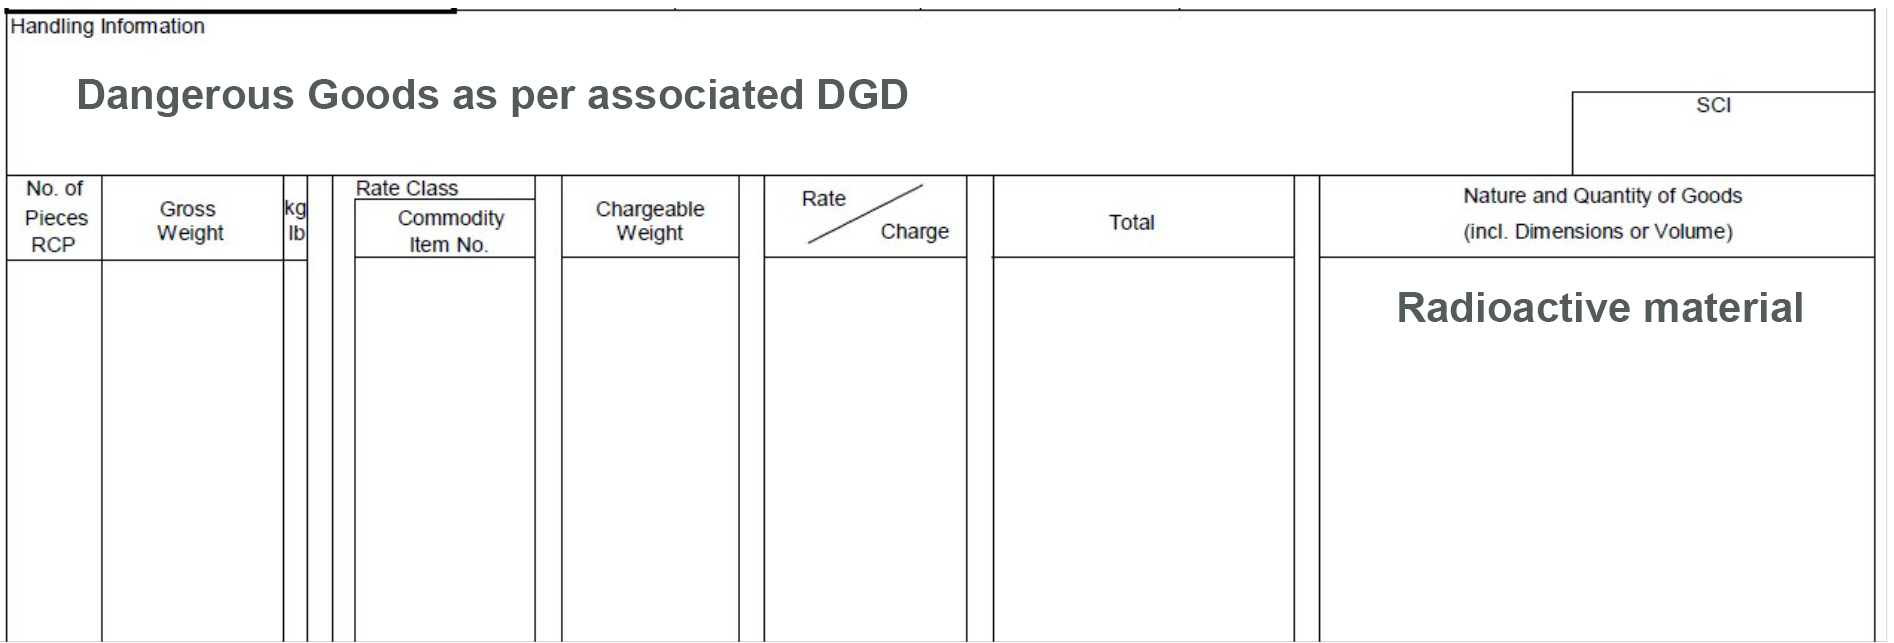 Handling Information
Dangerous Goods as per associated DGD
SCI
No. of
Pieces
RCP
Gross
Weight
kg
lb
Rate Class
Commodity
Item No.
Chargeable
Weight
Rate
Charge
Total
Nature and Quantity of Goods
(incl. Dimensions or Volume)
Radioactive material